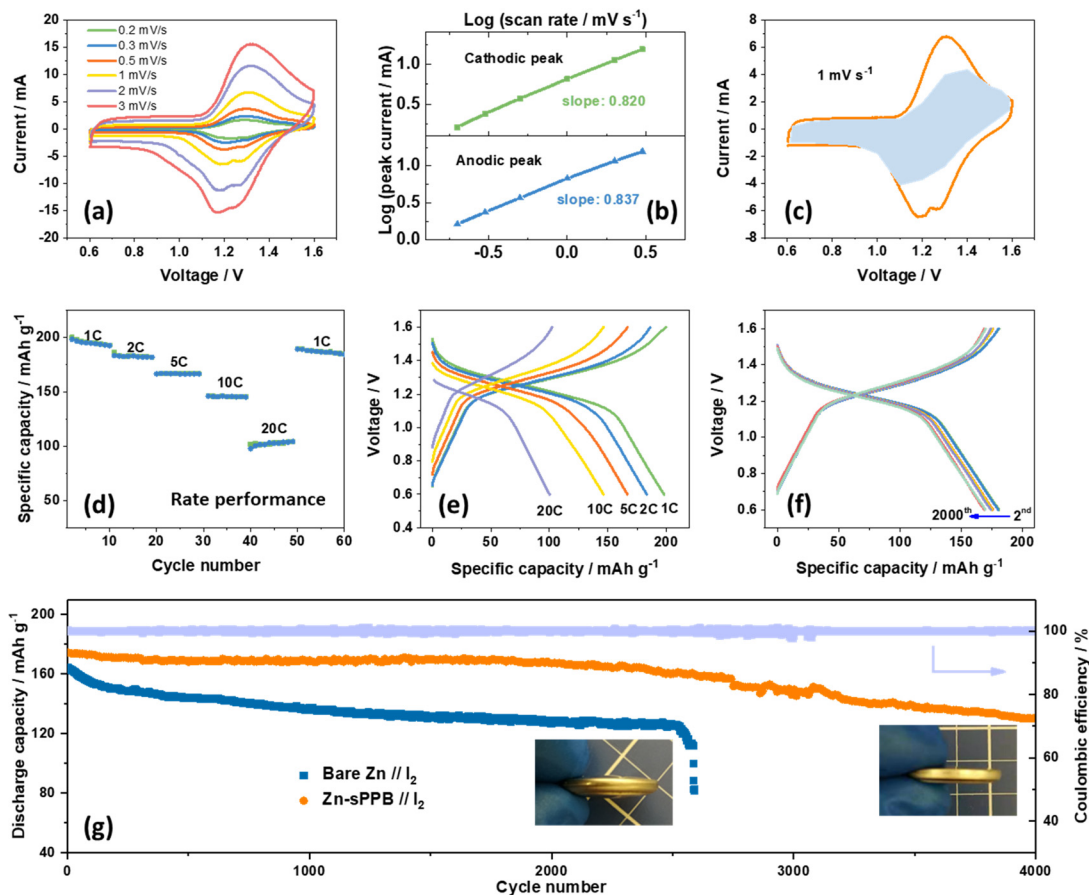 (a)
0.2 mV/s
0.3 mV/s
0.5 mV/s
1 mV/s
2 mV/s
3 mV/s
Current / mA
20
15
10
5
0
-5
-10
-15
-20
0.6 0.8 1.0 1.2 1.4 1.6
Voltage / V
Log (scan rate / mV s⁻¹)
Log (peak current / mA)
Cathodic peak
slope: 0.820
1.0
0.5
Anodic peak
slope: 0.837
1.0
0.5
0.0
(b)
-0.5 0.0 0.5
1 mV s⁻¹
Current / mA
8
4
0
-4
-8
(c)
0.6 0.8 1.0 1.2 1.4 1.6
Voltage / V
Specific capacity / mAh g⁻¹
200
150
100
50
1C
2C
5C
10C
20C
1C
(d)
Rate performance
0 10 20 30 40 50 60
Cycle number
Voltage / V
1.6
1.4
1.2
1.0
0.8
0.6
0.4
(e)
20C 10C 5C 2C 1C
0 50 100 150 200
Specific capacity / mAh g⁻¹
Voltage / V
1.6
1.4
1.2
1.0
0.8
0.6
(f)
2000ᵗʰ 2ⁿᵈ
0 50 100 150 200
Specific capacity / mAh g⁻¹
Discharge capacity / mAh g⁻¹
200
160
120
80
40
Bare Zn // I₂
Zn-sPPB // I₂
(g)
0 1000 2000 3000 4000
Cycle number
100
80
60
40
Coulombic efficiency / %